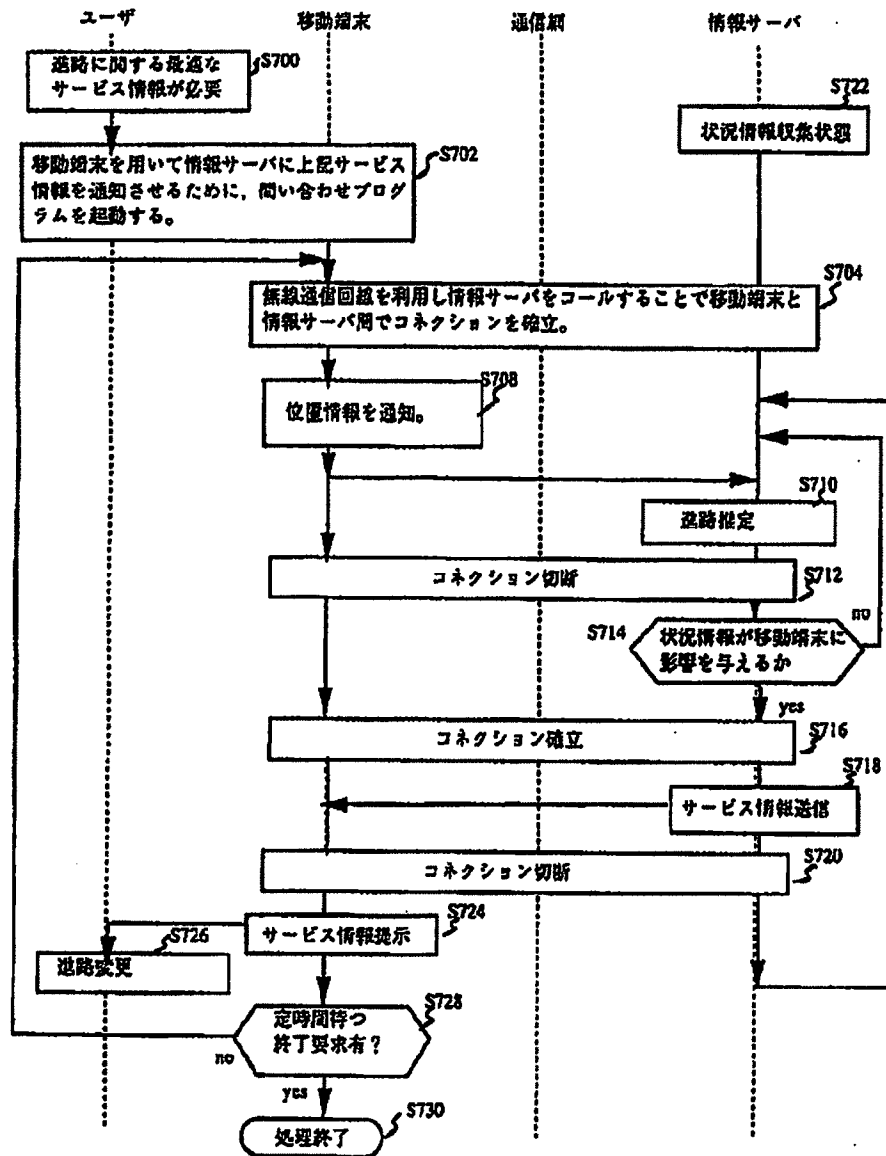 ユーザ
移動端末
通信網
情報サーバ
進路に関する最適な
サービス情報が必要
S700
S722
状況情報収集状態
移動端末を用いて情報サーバに上記サービス
情報を通知させるために，問い合わせプログ
ラムを起動する。
S702
S704
無線通信回線を利用し情報サーバをコールすることで移動端末と
情報サーバ間でコネクションを確立。
S708
位置情報を通知。
S710
進路推定
コネクション切断
S712
S714
状況情報が移動端末に
影響を与えるか
no
yes
コネクション確立
S716
S718
サービス情報送信
コネクション切断
S720
サービス情報提示
S724
S726
進路変更
定時間待つ
終了要求有？
S728
no
yes
処理終了
S730